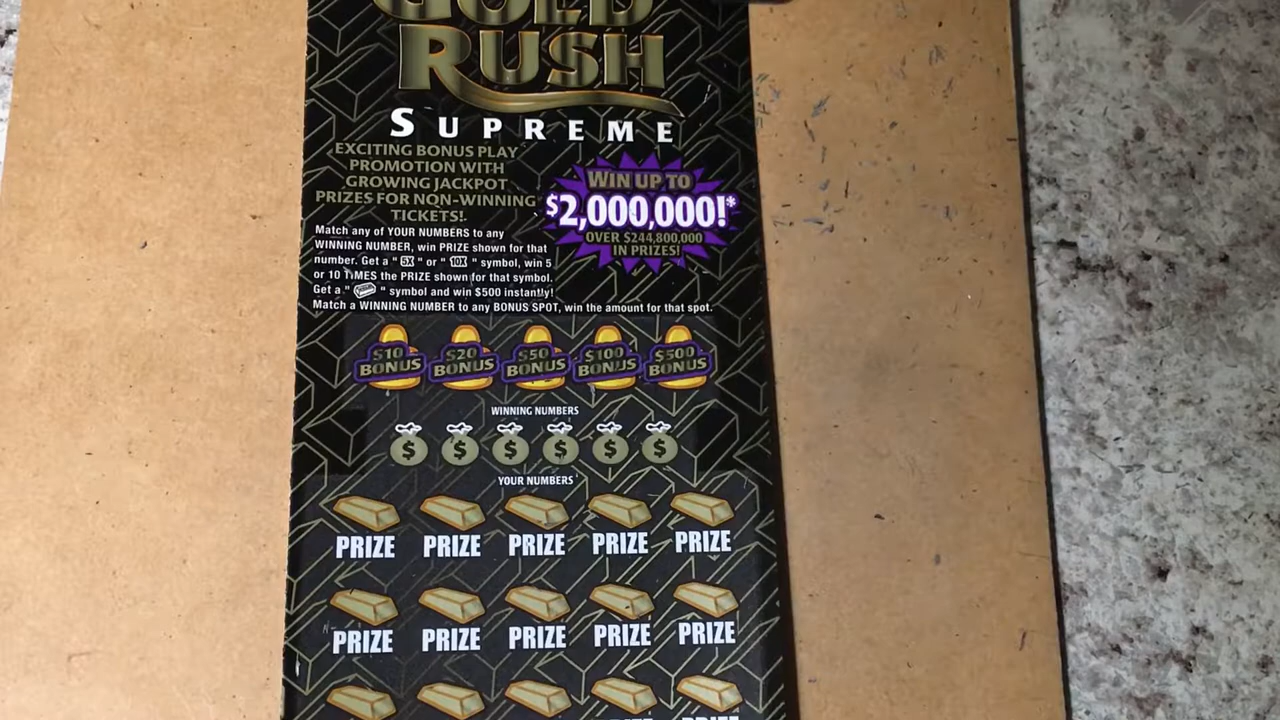 GOLD
RUSH
SUPREME
EXCITING BONUS PLAY
PROMOTION WITH
GROWING JACKPOT
PRIZES FOR NON-WINNING
TICKETS!
WIN UP TO
$2,000,000!*
OVER $244,800,000
IN PRIZES!
Match any of YOUR NUMBERS to any
WINNING NUMBER, win PRIZE shown for that
number. Get a "5X" or "10X" symbol, win 5
or 10 TIMES the PRIZE shown for that symbol.
Get a " " symbol and win $500 instantly!
Match a WINNING NUMBER to any BONUS SPOT, win the amount for that spot.
$10 BONUS $20 BONUS $50 BONUS $100 BONUS $500 BONUS
WINNING NUMBERS
$ $ $ $ $ $
YOUR NUMBERS
PRIZE PRIZE PRIZE PRIZE PRIZE
PRIZE PRIZE PRIZE PRIZE PRIZE